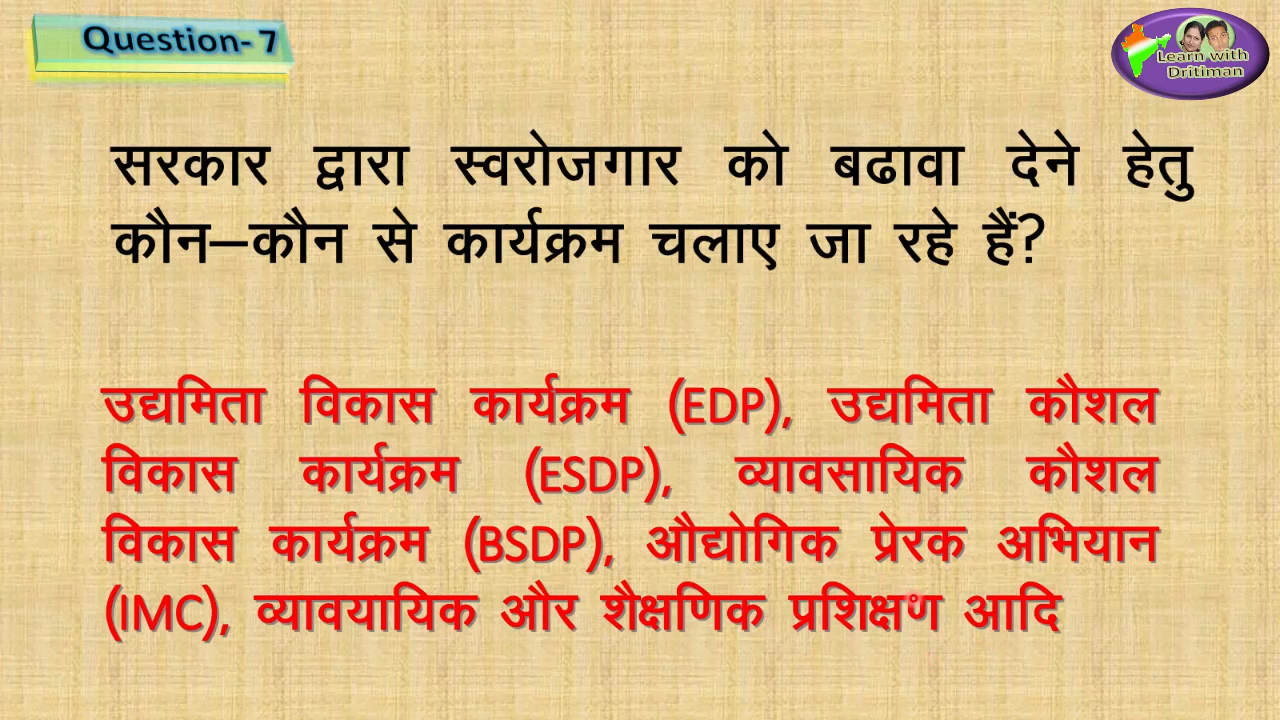 Question- 7
Learn with
Dritiman
सरकार द्वारा स्वरोजगार को बढावा देने हेतु
कौन–कौन से कार्यक्रम चलाए जा रहे हैं?
उद्यमिता विकास कार्यक्रम (EDP), उद्यमिता कौशल
विकास कार्यक्रम (ESDP), व्यावसायिक कौशल
विकास कार्यक्रम (BSDP), औद्योगिक प्रेरक अभियान
(IMC), व्यावयायिक और शैक्षणिक प्रशिक्षण आदि